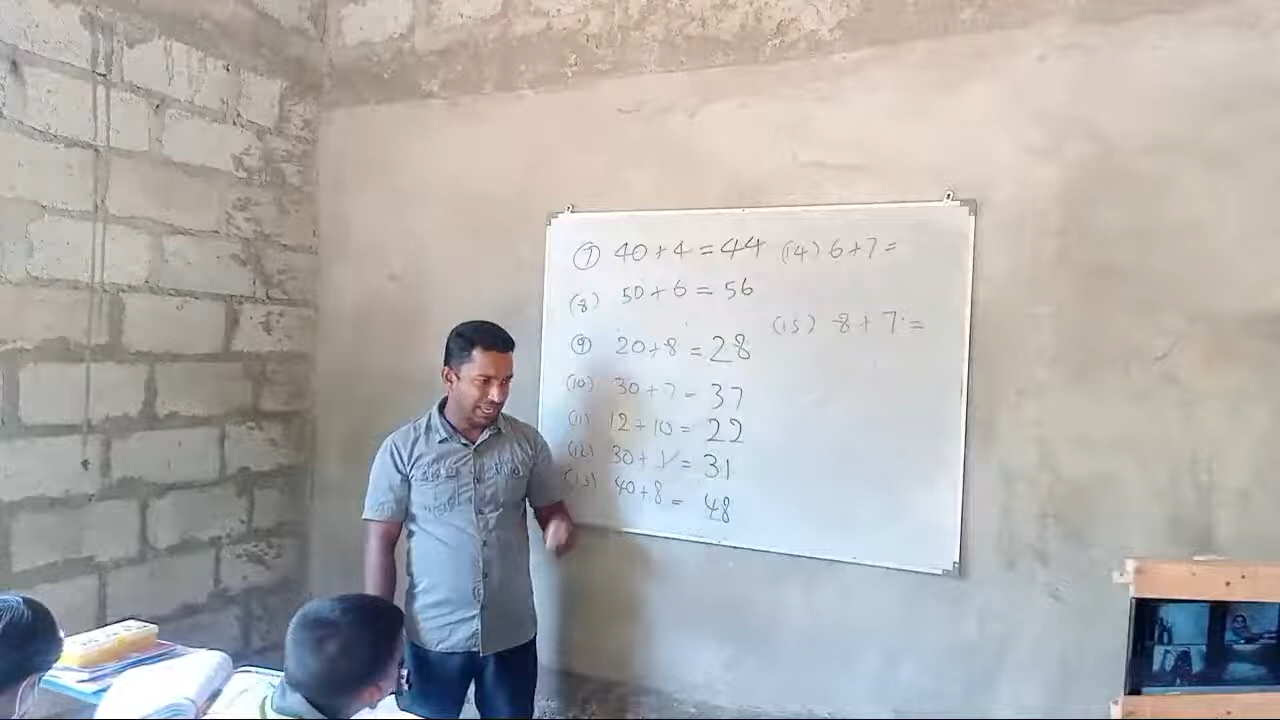 (7) 40 + 4 = 44
(8) 50 + 6 = 56
(9) 20 + 8 = 28
(10) 30 + 7 = 37
(11) 12 + 10 = 22
(12) 30 + 1 = 31
(13) 40 + 8 = 48
(14) 6 + 7 =
(15) 8 + 7 =